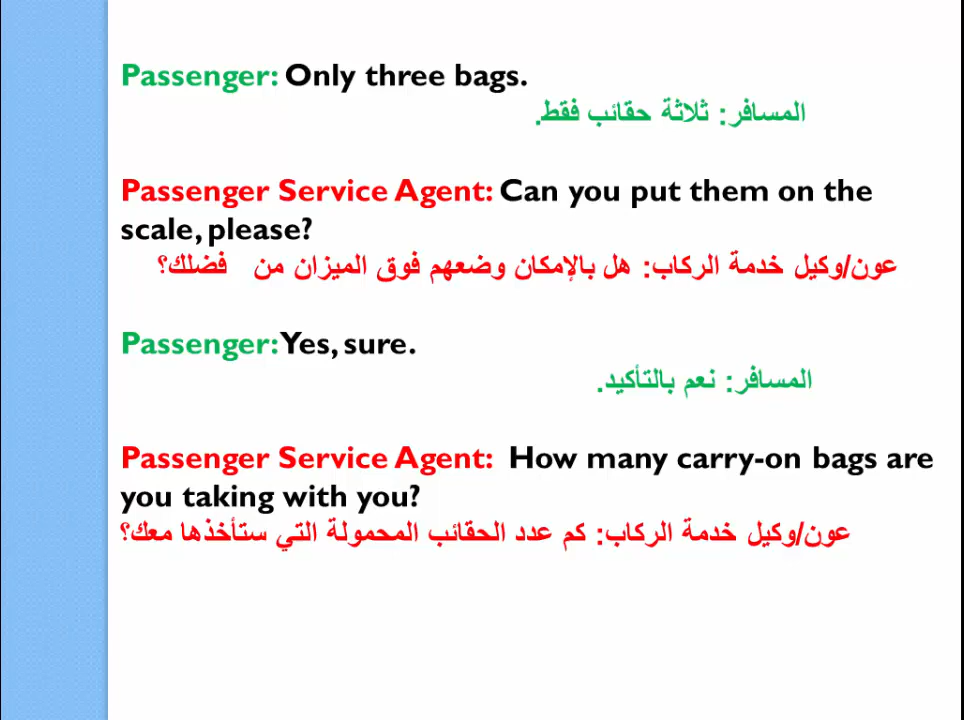 Passenger: Only three bags.
المسافر: ثلاثة حقائب فقط.
Passenger Service Agent: Can you put them on the
scale, please?
عون/وكيل خدمة الركاب: هل بالإمكان وضعهم فوق الميزان من فضلك؟
Passenger: Yes, sure.
المسافر: نعم بالتأكيد.
Passenger Service Agent: How many carry-on bags are
you taking with you?
عون/وكيل خدمة الركاب: كم عدد الحقائب المحمولة التي ستأخذها معك؟